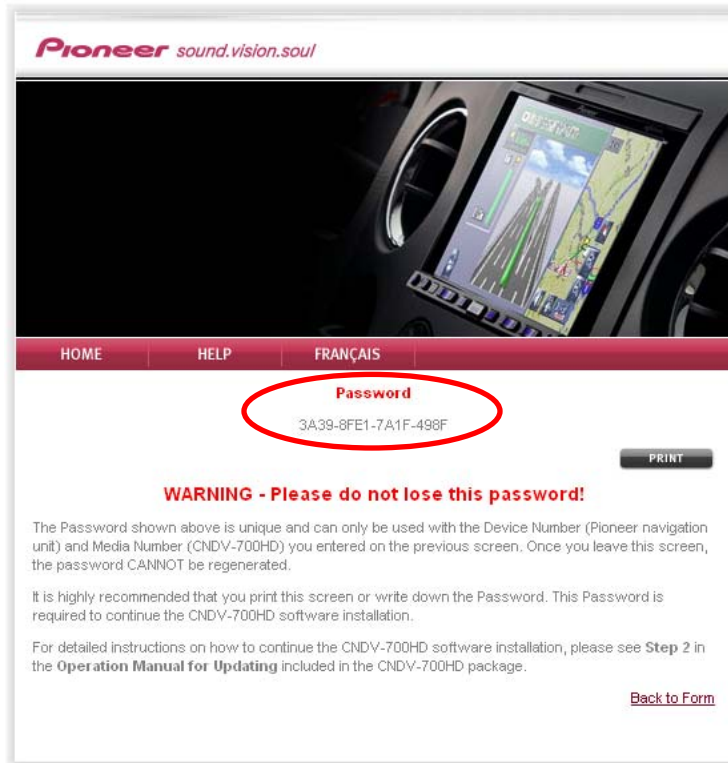 Pioneer sound.vision.soul
HOME HELP FRANÇAIS
Password
3A39-8FE1-7A1F-498F
PRINT
WARNING - Please do not lose this password!
The Password shown above is unique and can only be used with the Device Number (Pioneer navigation
unit) and Media Number (CNDV-700HD) you entered on the previous screen. Once you leave this screen,
the password CANNOT be regenerated.
It is highly recommended that you print this screen or write down the Password. This Password is
required to continue the CNDV-700HD software installation.
For detailed instructions on how to continue the CNDV-700HD software installation, please see Step 2 in
the Operation Manual for Updating included in the CNDV-700HD package.
Back to Form